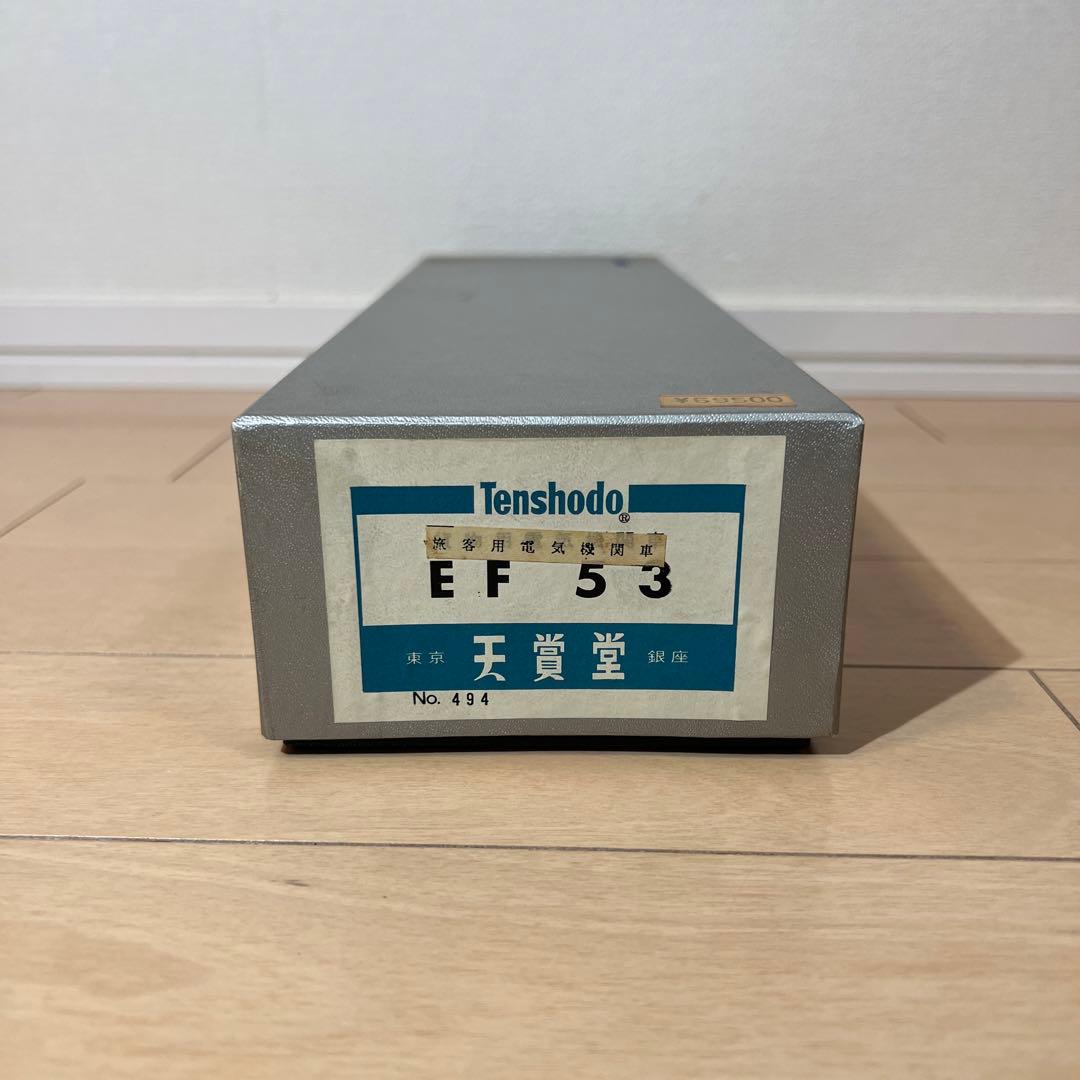 Tenshodo®
旅客用電気機関車
EF 53
東京 天賞堂 銀座
No. 494